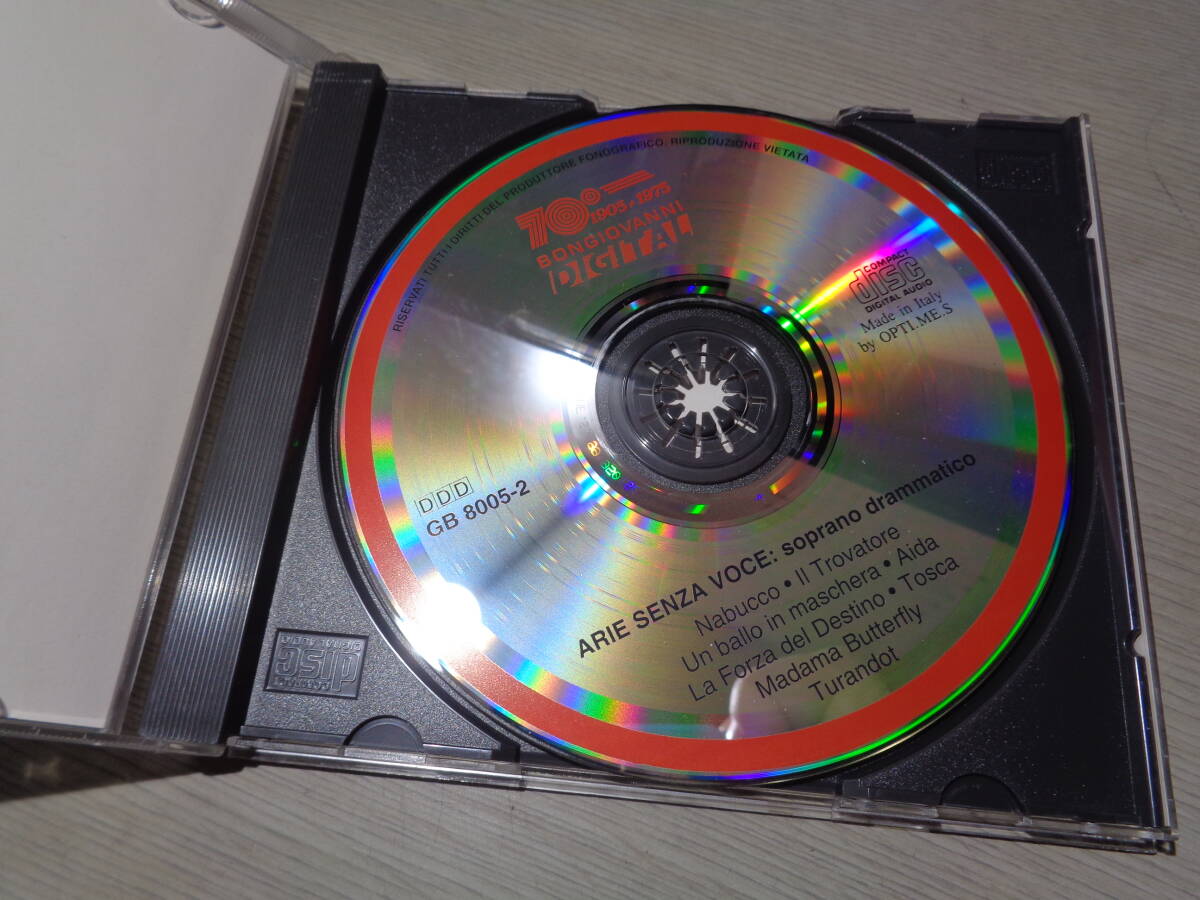 RISERVATI TUTTI I DIRITTI DEL PRODUTTORE FONOGRAFICO. RIPRODUZIONE VIETATA
70° 1905 • 1975
BONGIOVANNI
DIGITAL
COMPACT
disc
DIGITAL AUDIO
Made in Italy
by OPTI.ME.S
DDD
GB 8005-2
ARIE SENZA VOCE: soprano drammatico
Nabucco • Il Trovatore
Un ballo in maschera • Aida
La Forza del Destino • Tosca
Madama Butterfly
Turandot